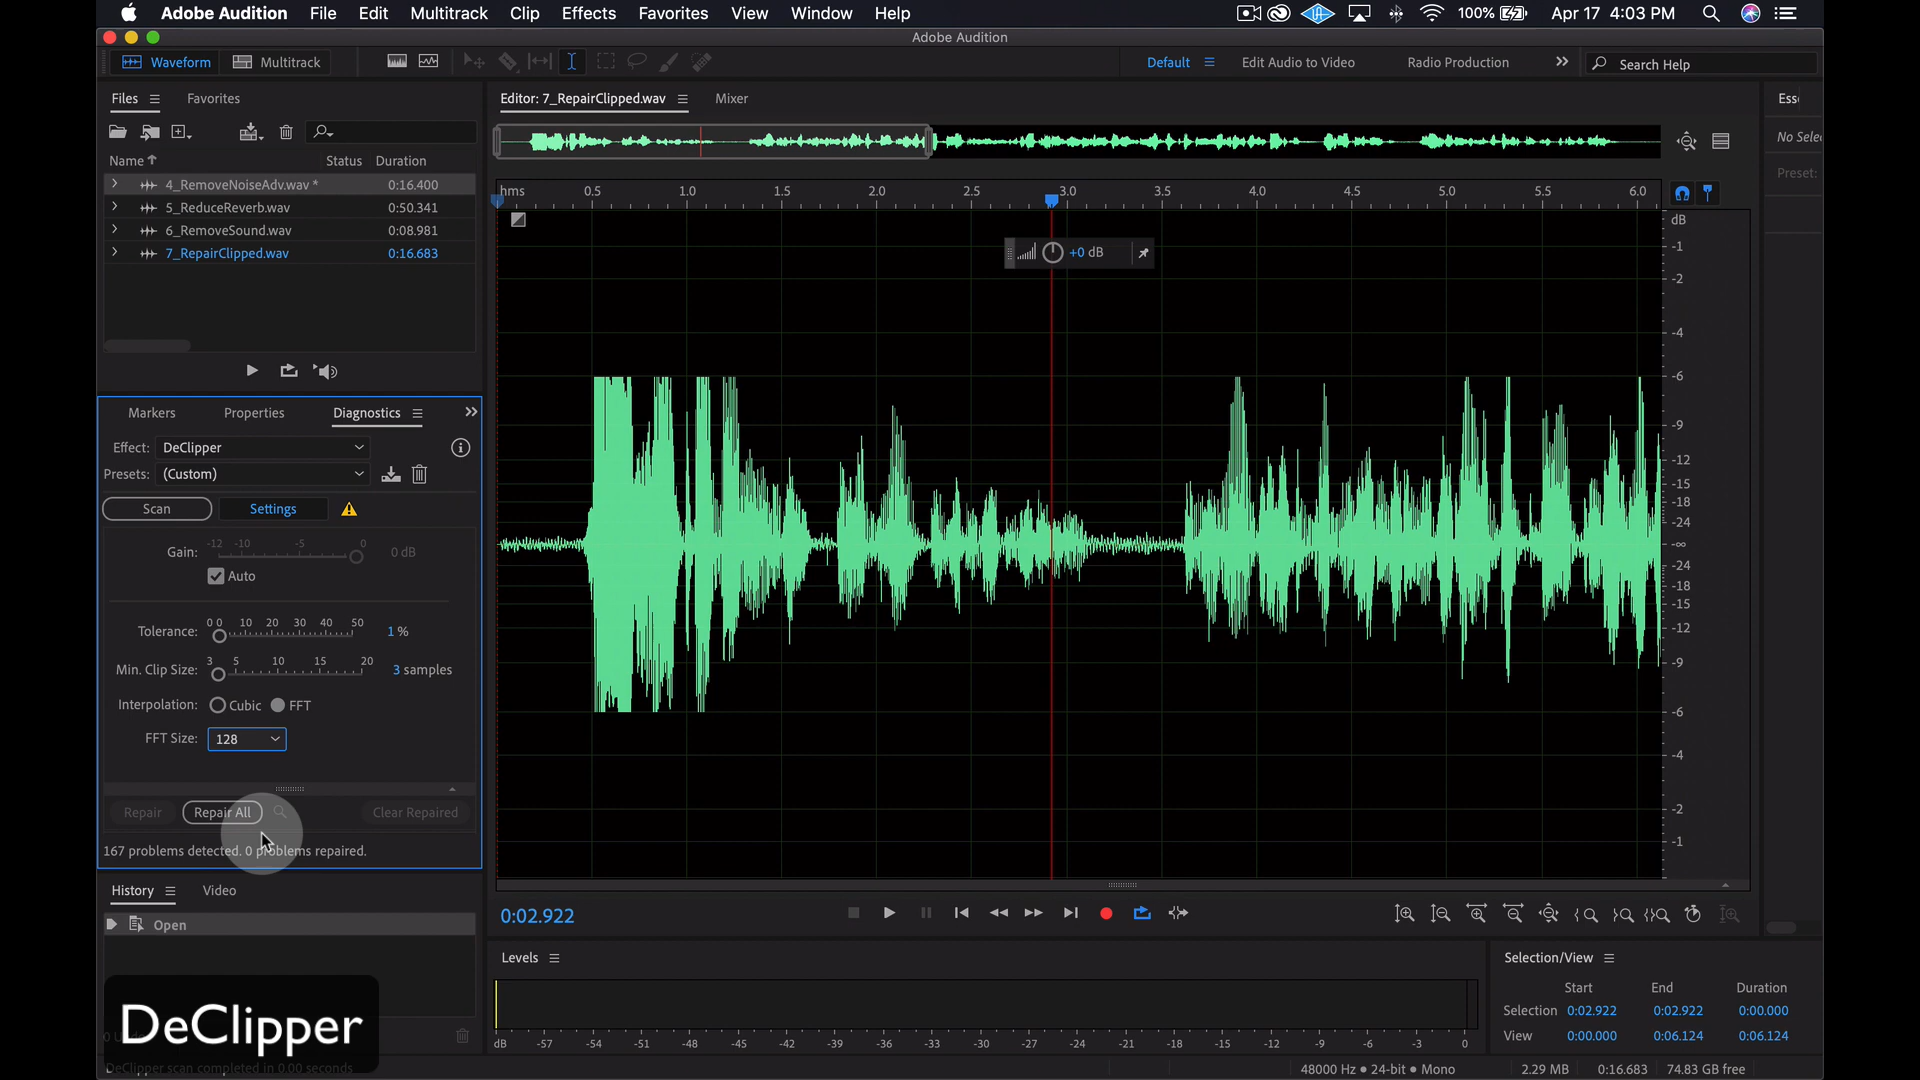 Adobe Audition File Edit Multitrack Clip Effects Favorites View Window Help 100% Apr 17 4:03 PM
Adobe Audition
Waveform Multitrack Default Edit Audio to Video Radio Production Search Help
Files Favorites
Editor: 7_RepairClipped.wav Mixer
Ess
No Sele
Preset:
Name Status Duration
4_RemoveNoiseAdv.wav * 0:16.400
5_ReduceReverb.wav 0:50.341
6_RemoveSound.wav 0:08.981
7_RepairClipped.wav 0:16.683
hms 0.5 1.0 1.5 2.0 2.5 3.0 3.5 4.0 4.5 5.0 5.5 6.0
+0 dB
dB
-1
-2
-4
-6
-9
-12
-15
-18
-24
-∞
-24
-18
-15
-12
-9
-6
-4
-2
-1
Markers Properties Diagnostics
Effect: DeClipper
Presets: (Custom)
Scan Settings
Gain: -12 -10 -5 0 0 dB
Auto
Tolerance: 0 0 10 20 30 40 50 1 %
Min. Clip Size: 3 5 10 15 20 3 samples
Interpolation: Cubic FFT
FFT Size: 128
Repair Repair All Clear Repaired
167 problems detected. 0 problems repaired.
History Video
Open
DeClipper
DeClipper scan completed in 0.00 seconds
0:02.922
Levels
dB -57 -54 -51 -48 -45 -42 -39 -36 -33 -30 -27 -24 -21 -18 -15 -12 -9 -6 -3 0
Selection/View
Start End Duration
Selection 0:02.922 0:02.922 0:00.000
View 0:00.000 0:06.124 0:06.124
48000 Hz • 24-bit • Mono 2.29 MB 0:16.683 74.83 GB free